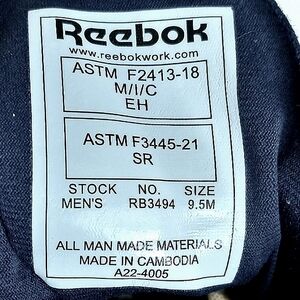 Reebok
www.reebokwork.com
ASTM F2413-18
M/I/C
EH
ASTM F3445-21
SR
STOCK NO. SIZE
MEN'S RB3494 9.5M
ALL MAN MADE MATERIALS
MADE IN CAMBODIA
A22-4005